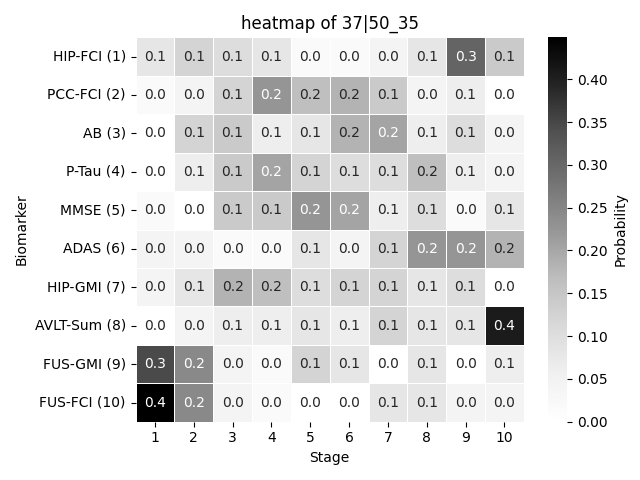 heatmap of 37|50_35
HIP-FCI (1) 0.1 0.1 0.1 0.1 0.0 0.0 0.0 0.1 0.3 0.1
PCC-FCI (2) 0.0 0.0 0.1 0.2 0.2 0.2 0.1 0.0 0.1 0.0
AB (3) 0.0 0.1 0.1 0.1 0.1 0.2 0.2 0.1 0.1 0.0
P-Tau (4) 0.0 0.1 0.1 0.2 0.1 0.1 0.1 0.2 0.1 0.0
MMSE (5) 0.0 0.0 0.1 0.1 0.2 0.2 0.1 0.1 0.0 0.1
ADAS (6) 0.0 0.0 0.0 0.0 0.1 0.0 0.1 0.2 0.2 0.2
HIP-GMI (7) 0.0 0.1 0.2 0.2 0.1 0.1 0.1 0.1 0.1 0.0
AVLT-Sum (8) 0.0 0.0 0.1 0.1 0.1 0.1 0.1 0.1 0.1 0.4
FUS-GMI (9) 0.3 0.2 0.0 0.0 0.1 0.1 0.0 0.1 0.0 0.1
FUS-FCI (10) 0.4 0.2 0.0 0.0 0.0 0.0 0.1 0.1 0.0 0.0
1 2 3 4 5 6 7 8 9 10
Stage
Biomarker
0.40
0.35
0.30
0.25
0.20
0.15
0.10
0.05
0.00
Probability